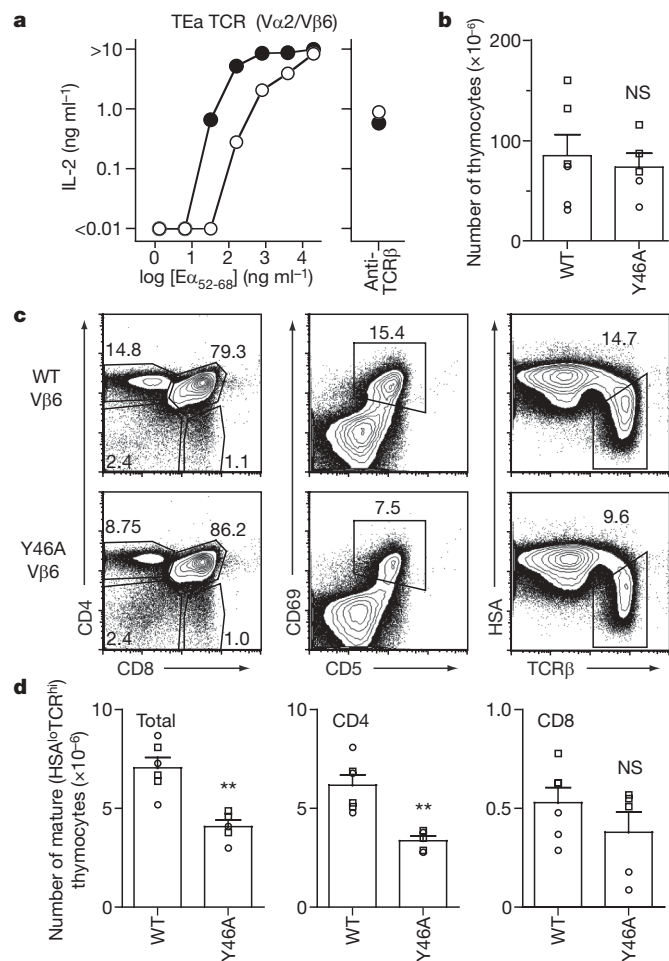 a
TEa TCR (Vα2/Vβ6)
IL-2 (ng ml⁻¹)
>10
1.0
0.1
<0.01
0 1 2 3 4
log [Eα₅₂₋₆₈] (ng ml⁻¹)
Anti-
TCRβ
b
Number of thymocytes (×10⁻⁶)
200
100
0
NS
WT
Y46A
c
WT
Vβ6
14.8
79.3
2.4
1.1
15.4
14.7
Y46A
Vβ6
8.75
86.2
2.4
1.0
7.5
9.6
CD4
CD8
CD69
CD5
HSA
TCRβ
d
Number of mature (HSAˡᵒTCRʰⁱ)
thymocytes (×10⁻⁶)
10
5
0
Total
**
WT
Y46A
10
5
0
CD4
**
WT
Y46A
1.0
0.5
0
CD8
NS
WT
Y46A